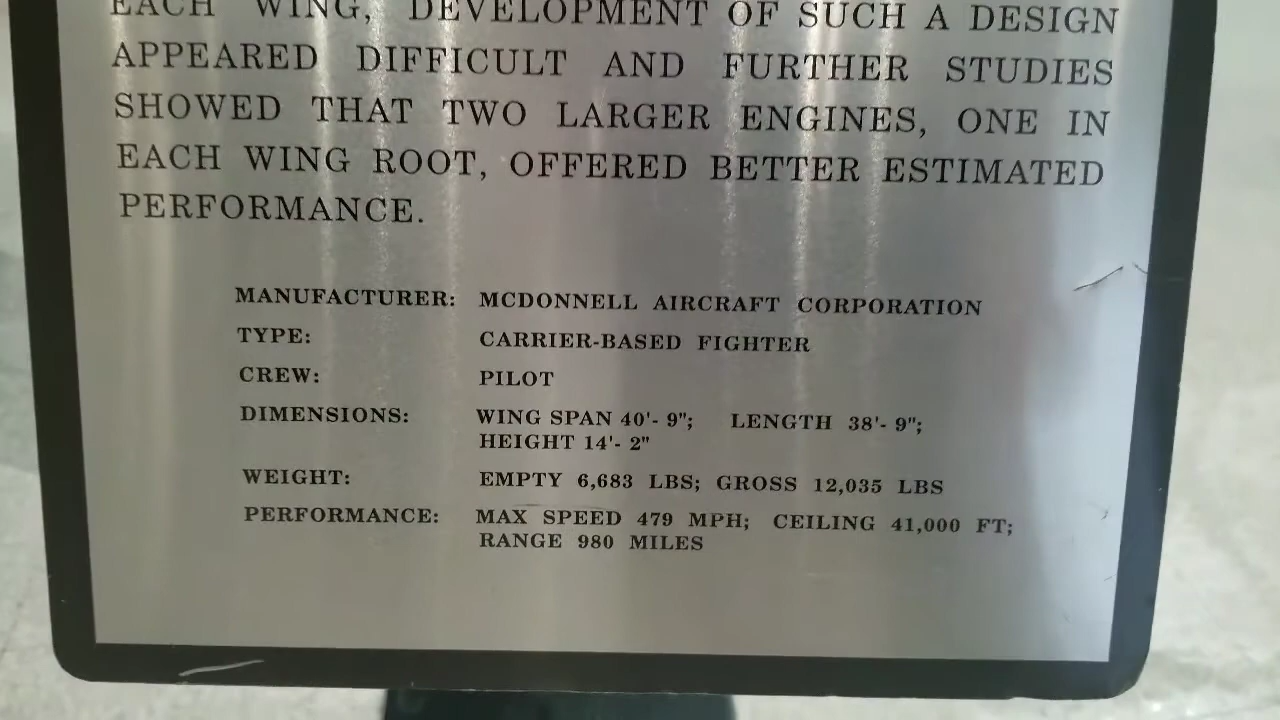 EACH WING, DEVELOPMENT OF SUCH A DESIGN
APPEARED DIFFICULT AND FURTHER STUDIES
SHOWED THAT TWO LARGER ENGINES, ONE IN
EACH WING ROOT, OFFERED BETTER ESTIMATED
PERFORMANCE.
MANUFACTURER: MCDONNELL AIRCRAFT CORPORATION
TYPE: CARRIER-BASED FIGHTER
CREW: PILOT
DIMENSIONS: WING SPAN 40'- 9"; LENGTH 38'- 9";
HEIGHT 14'- 2"
WEIGHT: EMPTY 6,683 LBS; GROSS 12,035 LBS
PERFORMANCE: MAX SPEED 479 MPH; CEILING 41,000 FT;
RANGE 980 MILES